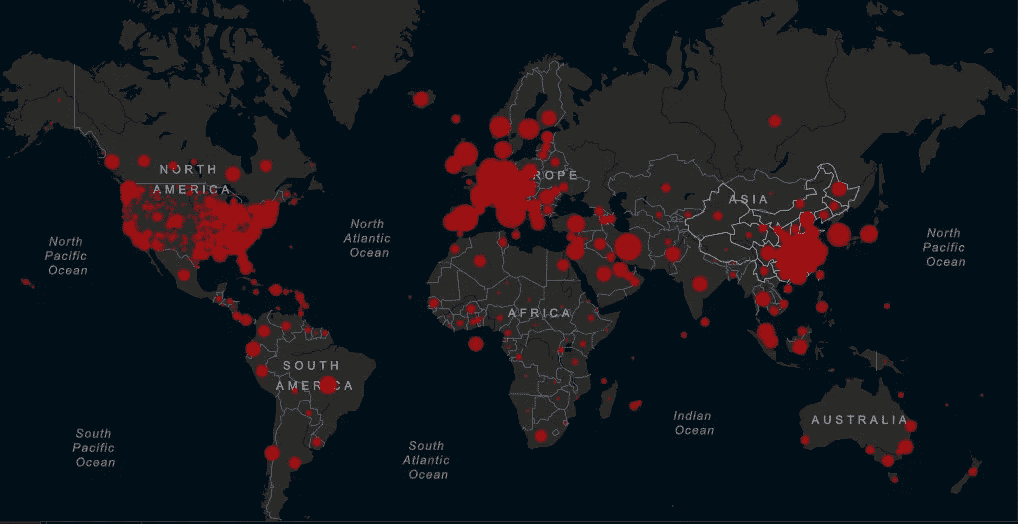 NORTH
AMERICA
ROPE
ASIA
North
Pacific
Ocean
North
Atlantic
Ocean
North
Pacific
Ocean
AFRICA
SOUTH
AMERICA
Indian
Ocean
AUSTRALIA
South
Pacific
Ocean
South
Atlantic
Ocean